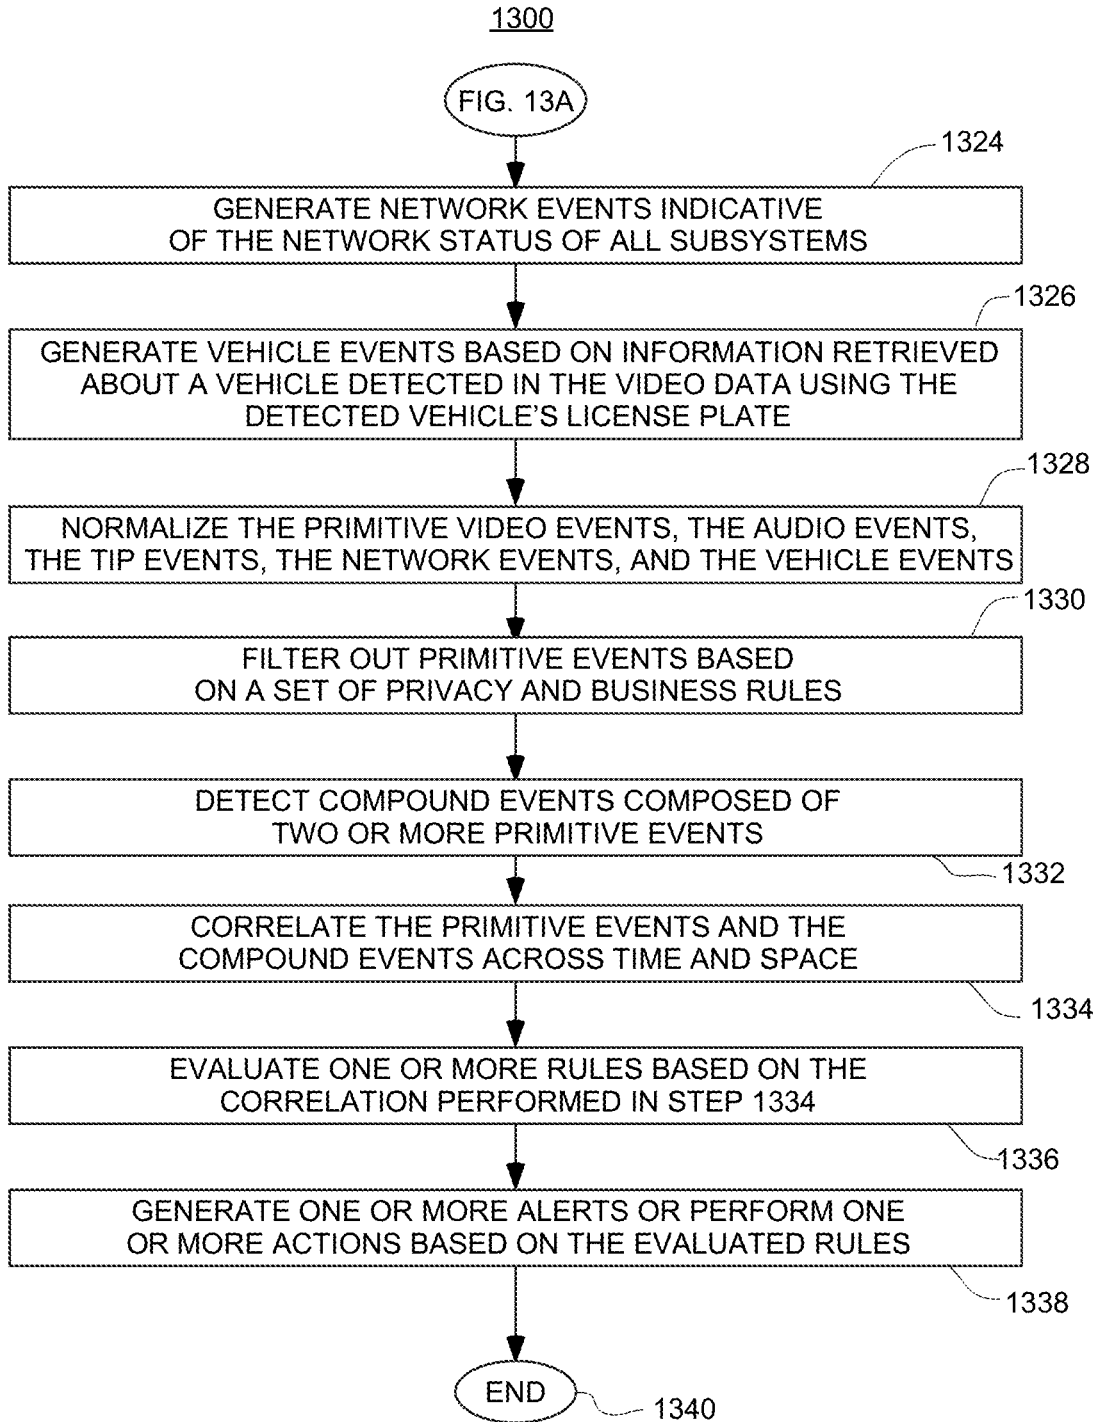 1300
FIG. 13A
1324
GENERATE NETWORK EVENTS INDICATIVE
OF THE NETWORK STATUS OF ALL SUBSYSTEMS
1326
GENERATE VEHICLE EVENTS BASED ON INFORMATION RETRIEVED
ABOUT A VEHICLE DETECTED IN THE VIDEO DATA USING THE
DETECTED VEHICLE'S LICENSE PLATE
1328
NORMALIZE THE PRIMITIVE VIDEO EVENTS, THE AUDIO EVENTS,
THE TIP EVENTS, THE NETWORK EVENTS, AND THE VEHICLE EVENTS
1330
FILTER OUT PRIMITIVE EVENTS BASED
ON A SET OF PRIVACY AND BUSINESS RULES
DETECT COMPOUND EVENTS COMPOSED OF
TWO OR MORE PRIMITIVE EVENTS
1332
CORRELATE THE PRIMITIVE EVENTS AND THE
COMPOUND EVENTS ACROSS TIME AND SPACE
1334
EVALUATE ONE OR MORE RULES BASED ON THE
CORRELATION PERFORMED IN STEP 1334
1336
GENERATE ONE OR MORE ALERTS OR PERFORM ONE
OR MORE ACTIONS BASED ON THE EVALUATED RULES
1338
END
1340